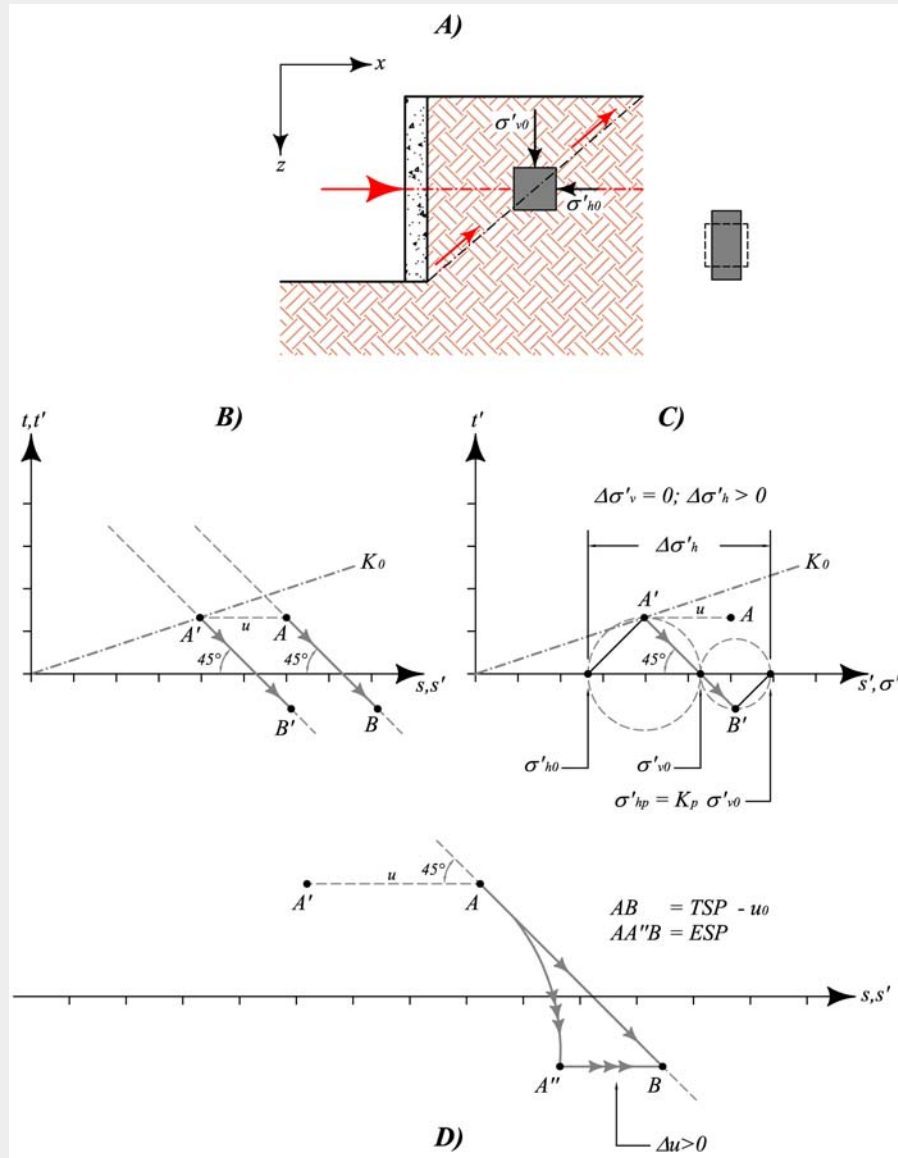 A)
x
z
σ'v0
σ'h0
B)
t,t'
K0
A'
u
A
45°
45°
s,s'
B'
B
C)
t'
Δσ'v = 0; Δσ'h > 0
Δσ'h
K0
A'
u
A
45°
s',σ'
B'
σ'h0
σ'v0
σ'hp = Kp σ'v0
45°
u
A'
A
AB = TSP - u0
AA"B = ESP
s,s'
A"
B
Δu>0
D)